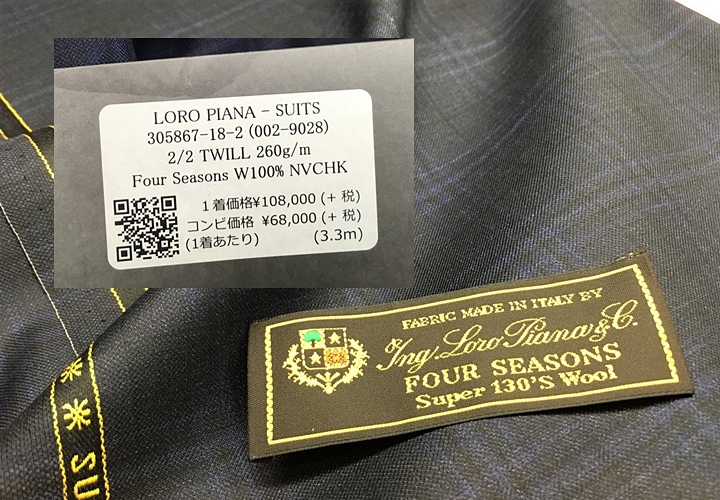 LORO PIANA - SUITS
305867-18-2 (002-9028)
2/2 TWILL 260g/m
Four Seasons W100% NVCHK
1着価格¥108,000 (+ 税)
コンビ価格 ¥68,000 (+ 税)
(1着あたり) (3.3m)
FABRIC MADE IN ITALY BY
Ing. Loro Piana & C.
FOUR SEASONS
Super 130'S Wool